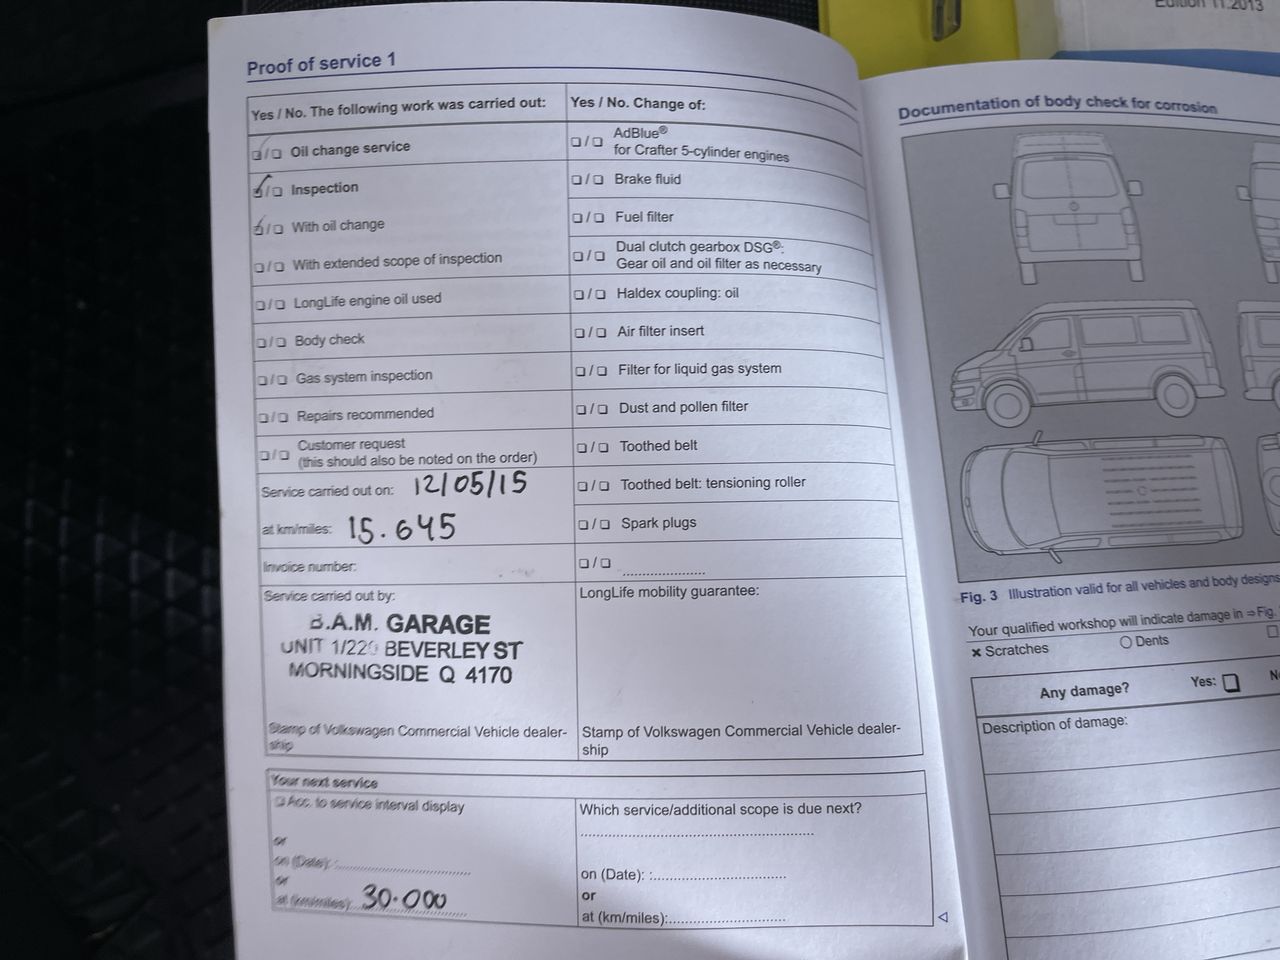 Edition 11.2013
Proof of service 1
Yes / No. The following work was carried out:
❑ / ❑ Oil change service
❑ / ❑ Inspection
❑ / ❑ With oil change
❑ / ❑ With extended scope of inspection
❑ / ❑ LongLife engine oil used
❑ / ❑ Body check
❑ / ❑ Gas system inspection
❑ / ❑ Repairs recommended
❑ / ❑ Customer request
(this should also be noted on the order)
Service carried out on: 12/05/15
at km/miles: 15.645
Invoice number:
Service carried out by:
B.A.M. GARAGE
UNIT 1/220 BEVERLEY ST
MORNINGSIDE Q 4170
Stamp of Volkswagen Commercial Vehicle dealer-
ship
Yes / No. Change of:
❑ / ❑ AdBlue®
for Crafter 5-cylinder engines
❑ / ❑ Brake fluid
❑ / ❑ Fuel filter
❑ / ❑ Dual clutch gearbox DSG®:
Gear oil and oil filter as necessary
❑ / ❑ Haldex coupling: oil
❑ / ❑ Air filter insert
❑ / ❑ Filter for liquid gas system
❑ / ❑ Dust and pollen filter
❑ / ❑ Toothed belt
❑ / ❑ Toothed belt: tensioning roller
❑ / ❑ Spark plugs
❑ / ❑ ......................
LongLife mobility guarantee:
Stamp of Volkswagen Commercial Vehicle dealer-
ship
Your next service
❑ Acc. to service interval display
or
on (Date): :..............................
or
at (km/miles): 30.000
Which service/additional scope is due next?
..................................................
on (Date): :..............................
or
at (km/miles):..........................
Documentation of body check for corrosion
Fig. 3 Illustration valid for all vehicles and body designs
Your qualified workshop will indicate damage in ⇒ Fig.
× Scratches
○ Dents
Any damage?
Yes: ❑
Description of damage: